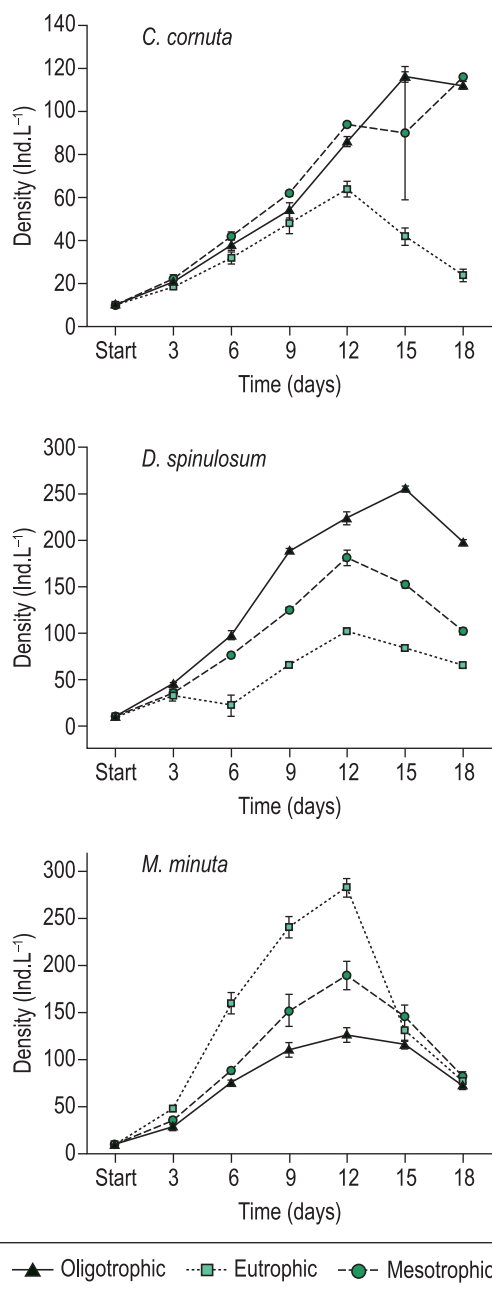 C. cornuta
140
120
100
80
60
40
20
0
Density (Ind.L⁻¹)
Start 3 6 9 12 15 18
Time (days)
D. spinulosum
300
250
200
150
100
50
0
Density (Ind.L⁻¹)
Start 3 6 9 12 15 18
Time (days)
M. minuta
300
250
200
150
100
50
0
Density (Ind.L⁻¹)
Start 3 6 9 12 15 18
Time (days)
Oligotrophic Eutrophic Mesotrophic